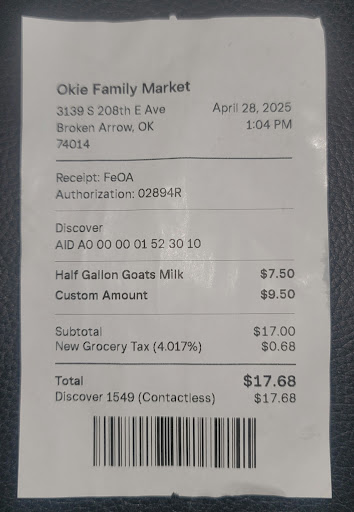 Okie Family Market
3139 S 208th E Ave April 28, 2025
Broken Arrow, OK 1:04 PM
74014
Receipt: FeOA
Authorization: 02894R
Discover
AID A0 00 00 01 52 30 10
Half Gallon Goats Milk $7.50
Custom Amount $9.50
Subtotal $17.00
New Grocery Tax (4.017%) $0.68
Total $17.68
Discover 1549 (Contactless) $17.68